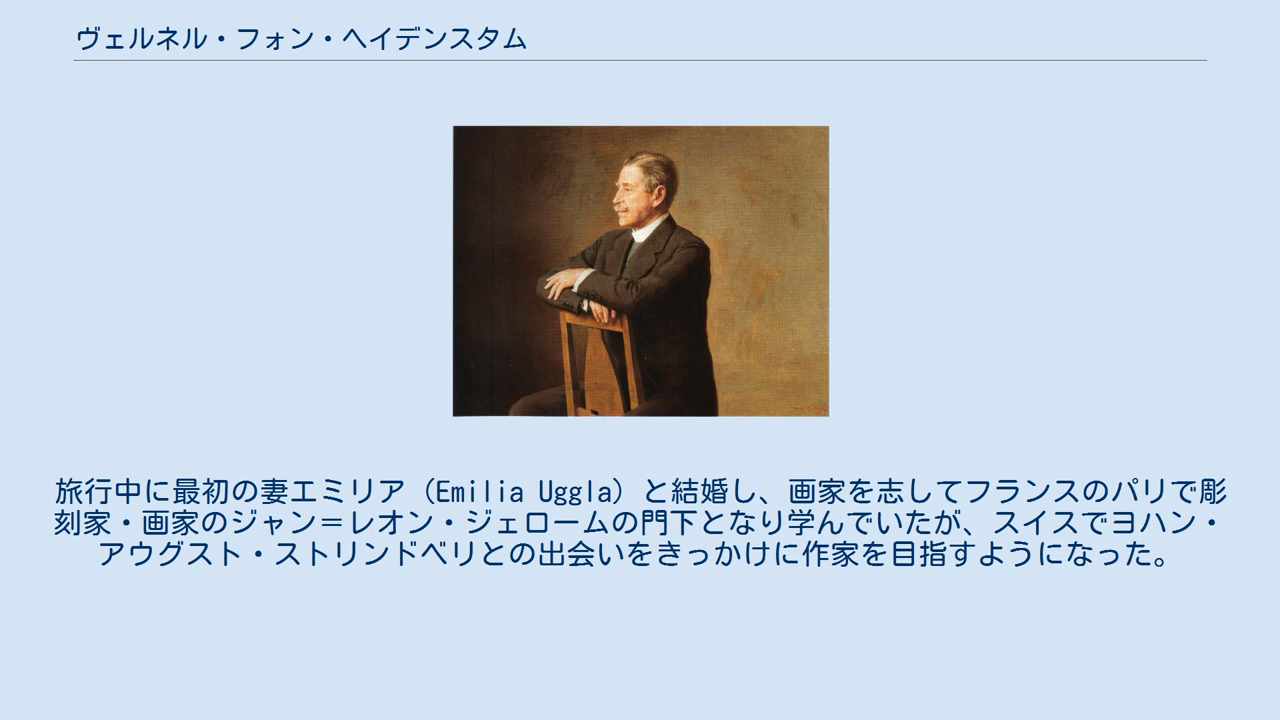 ヴェルネル・フォン・ヘイデンスタム
旅行中に最初の妻エミリア（Emilia Uggla）と結婚し、画家を志してフランスのパリで彫
刻家・画家のジャン＝レオン・ジェロームの門下となり学んでいたが、スイスでヨハン・
アウグスト・ストリンドベリとの出会いをきっかけに作家を目指すようになった。